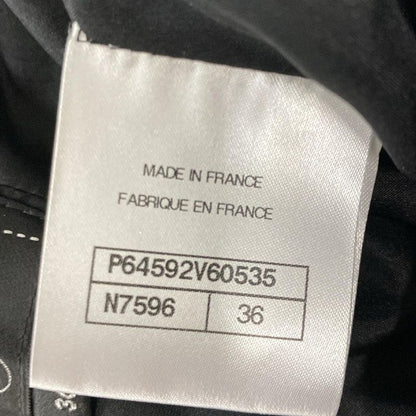 MADE IN FRANCE
FABRIQUE EN FRANCE
P64592V60535
N7596 36